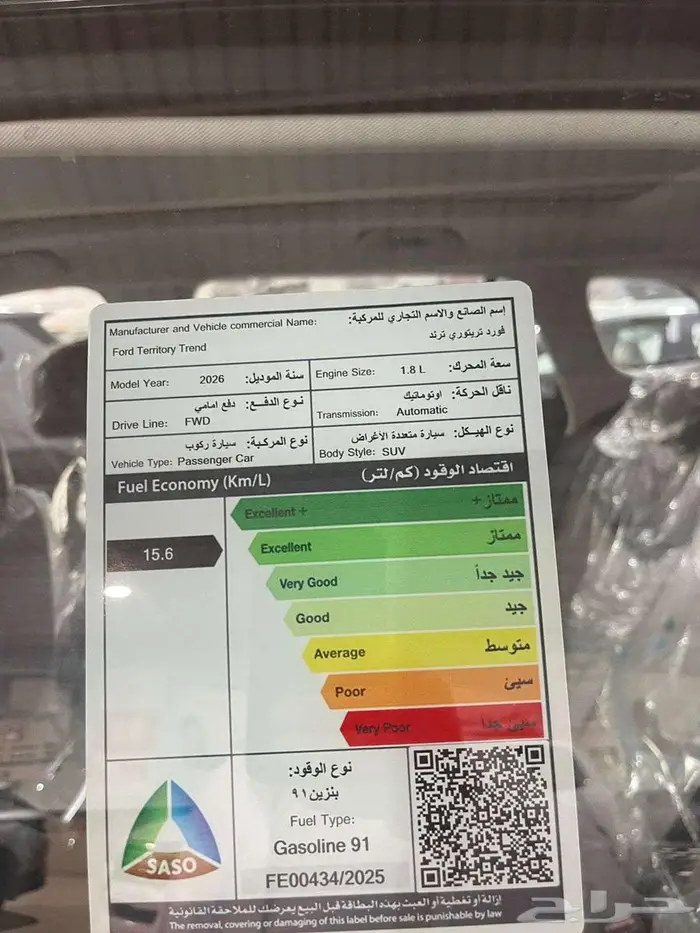 Manufacturer and Vehicle commercial Name: إسم الصانع والاسم التجاري للمركبة:
Ford Territory Trend فورد تريتوري ترند
Model Year: 2026 سنة الموديل:
Engine Size: 1.8 L سعة المحرك:
Drive Line: FWD دفع امامي نوع الدفع:
Transmission: Automatic اوتوماتيك ناقل الحركة:
Vehicle Type: Passenger Car سيارة ركوب نوع المركبة:
Body Style: SUV سيارة متعددة الأغراض نوع الهيكل:
Fuel Economy (Km/L) اقتصاد الوقود (كم/لتر)
Excellent + ممتاز+
15.6
Excellent ممتاز
Very Good جيد جداً
Good جيد
Average متوسط
Poor سيئ
Very Poor سيئ جدا
نوع الوقود:
بنزين ٩١
Fuel Type:
Gasoline 91
FE00434/2025
SASO
إزالة أو تغطية أو العبث بهذه البطاقة قبل البيع يعرضك للملاحقة القانونية
The removal, covering or damaging of this label before sale is punishable by law
حراج